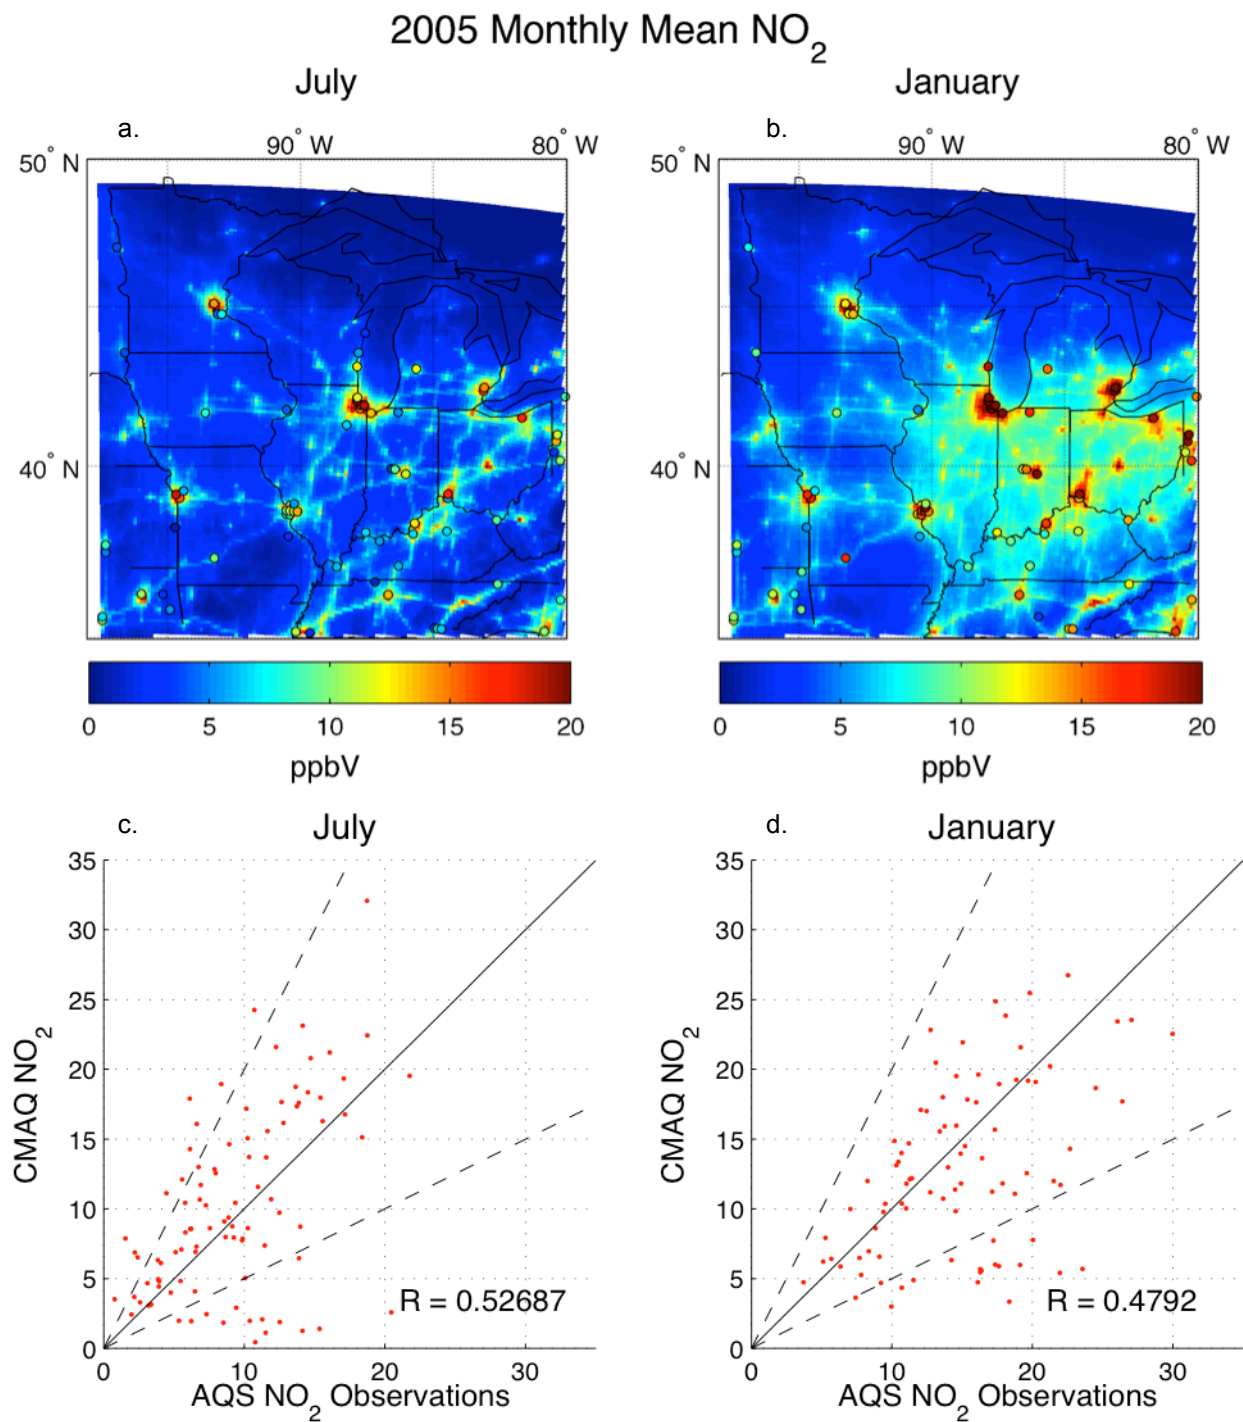 2005 Monthly Mean NO2
July January
a. b.
90° W 80° W 90° W 80° W
50° N 50° N
40° N 40° N
0 5 10 15 20 0 5 10 15 20
ppbV ppbV
c. July d. January
35 35
30 30
25 25
20 20
15 15
10 10
5 5
0 0
CMAQ NO2 CMAQ NO2
R = 0.52687 R = 0.4792
0 10 20 30 0 10 20 30
AQS NO2 Observations AQS NO2 Observations